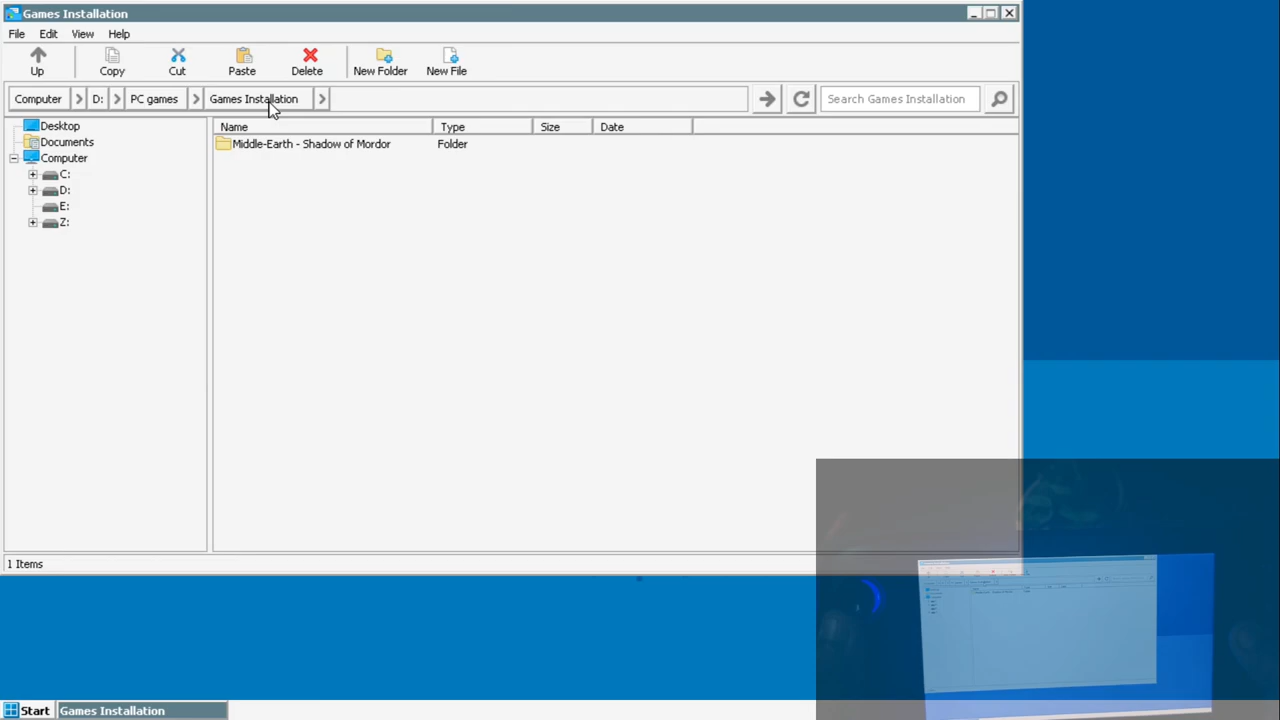 Games Installation
File Edit View Help
Up Copy Cut Paste Delete New Folder New File
Computer D: PC games Games Installation Search Games Installation
Name Type Size Date
Desktop
Documents
Computer
C:
D:
E:
Z:
Middle-Earth - Shadow of Mordor Folder
1 Items
Start Games Installation